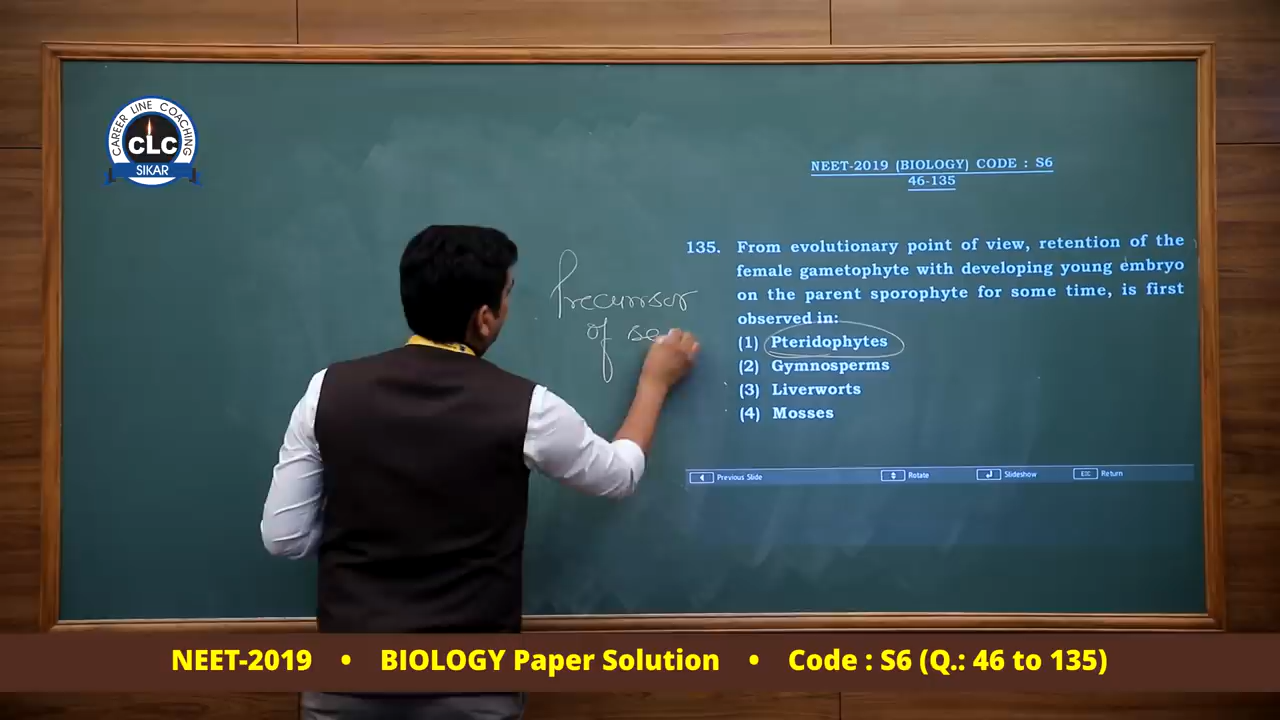 CAREER LINE COACHING
CLC
SIKAR
NEET-2019 (BIOLOGY) CODE : S6
46-135
135. From evolutionary point of view, retention of the
female gametophyte with developing young embryo
on the parent sporophyte for some time, is first
observed in:
(1) Pteridophytes
(2) Gymnosperms
(3) Liverworts
(4) Mosses
Precursor
of see
Previous Slide Rotate Slideshow ESC Return
NEET-2019 • BIOLOGY Paper Solution • Code : S6 (Q.: 46 to 135)